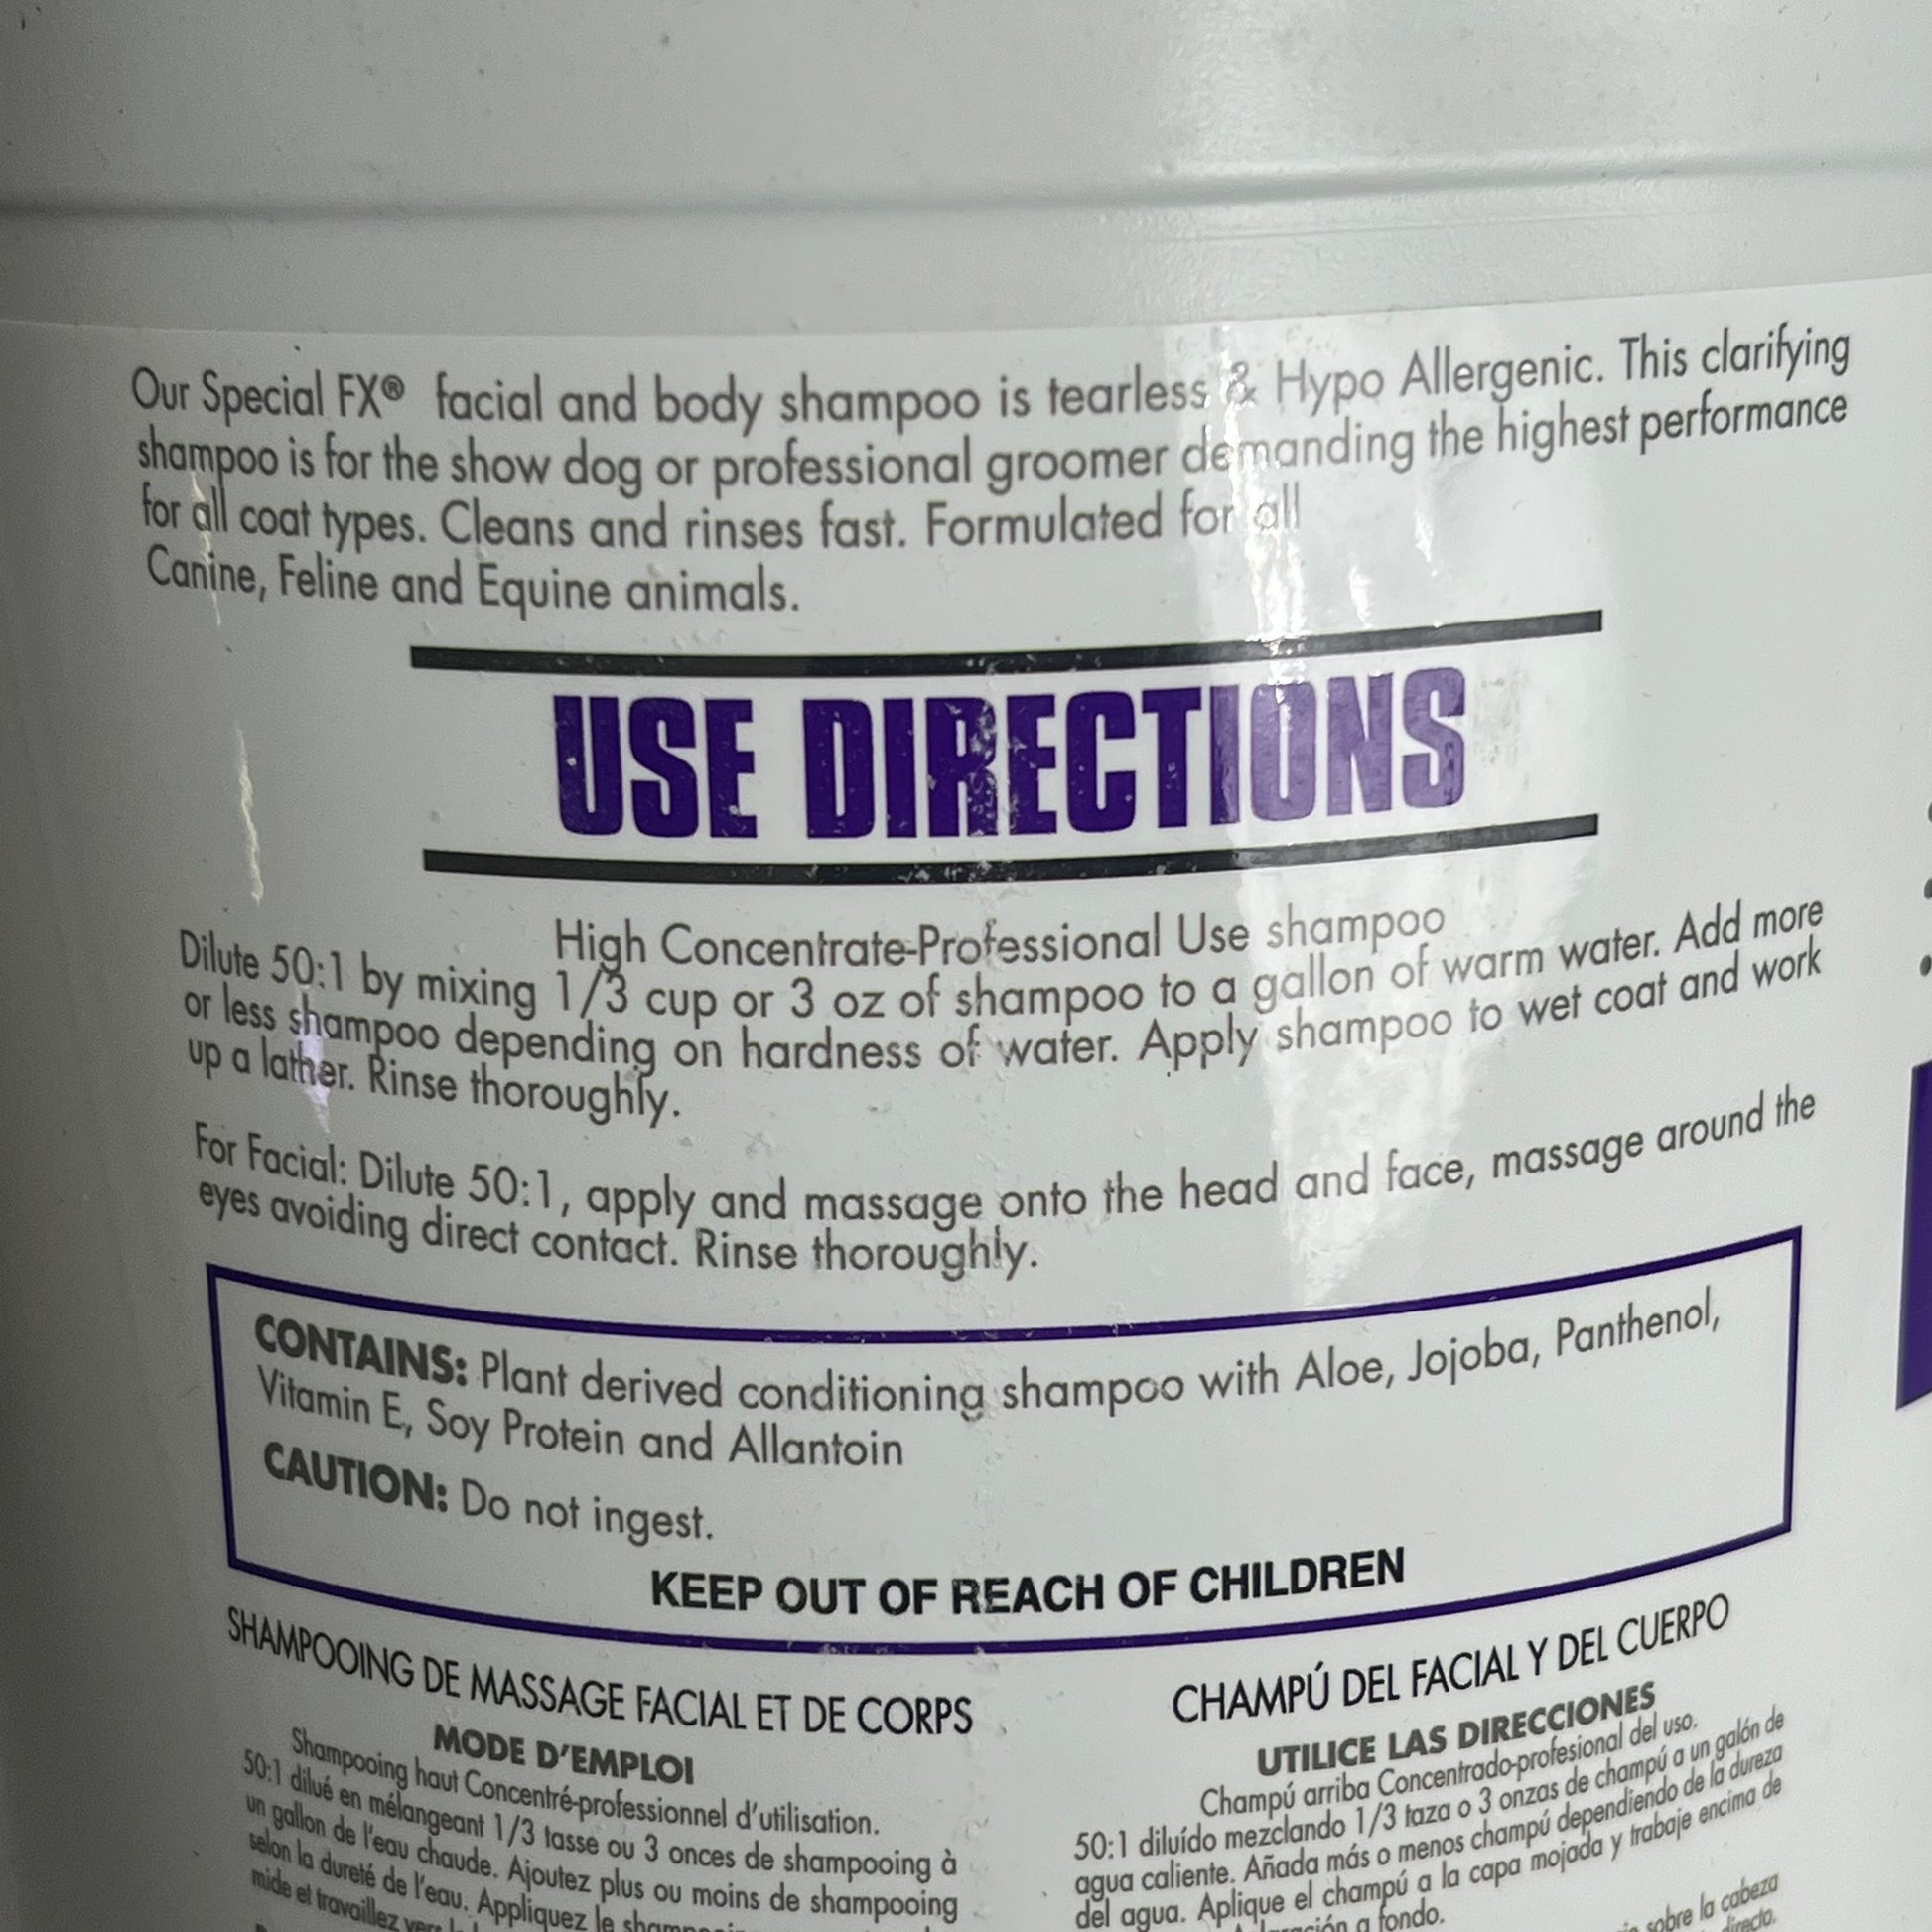 Our Special FX® facial and body shampoo is tearless & Hypo Allergenic. This clarifying
shampoo is for the show dog or professional groomer demanding the highest performance
for all coat types. Cleans and rinses fast. Formulated for all
Canine, Feline and Equine animals.
USE DIRECTIONS
High Concentrate-Professional Use shampoo
Dilute 50:1 by mixing 1/3 cup or 3 oz of shampoo to a gallon of warm water. Add more
or less shampoo depending on hardness of water. Apply shampoo to wet coat and work
up a lather. Rinse thoroughly.
For Facial: Dilute 50:1, apply and massage onto the head and face, massage around the
eyes avoiding direct contact. Rinse thoroughly.
CONTAINS: Plant derived conditioning shampoo with Aloe, Jojoba, Panthenol,
Vitamin E, Soy Protein and Allantoin
CAUTION: Do not ingest.
KEEP OUT OF REACH OF CHILDREN
SHAMPOOING DE MASSAGE FACIAL ET DE CORPS
MODE D'EMPLOI
Shampooing haut Concentré-professionnel d'utilisation.
50:1 dilué en mélangeant 1/3 tasse ou 3 onces de shampooing à
un gallon de l'eau chaude. Ajoutez plus ou moins de shampooing
selon la dureté de l'eau. Appliquez le
mide et travaillez
CHAMPÚ DEL FACIAL Y DEL CUERPO
UTILICE LAS DIRECCIONES
Champú arriba Concentrado-profesional del uso.
50:1 diluído mezclando 1/3 taza o 3 onzas de champú a un galón de
agua caliente. Añada más o menos champú dependiendo de la dureza
del agua. Aplique el champú a la capa mojada y trabaje encima de
a fondo.
sobre la cabeza
directo.